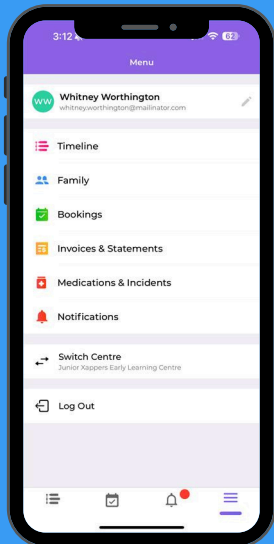 3:12
62
Menu
WW
Whitney Worthington
whitney.worthington@mailinator.com
Timeline
Family
Bookings
Invoices & Statements
Medications & Incidents
Notifications
Switch Centre
Junior Xappers Early Learning Centre
Log Out